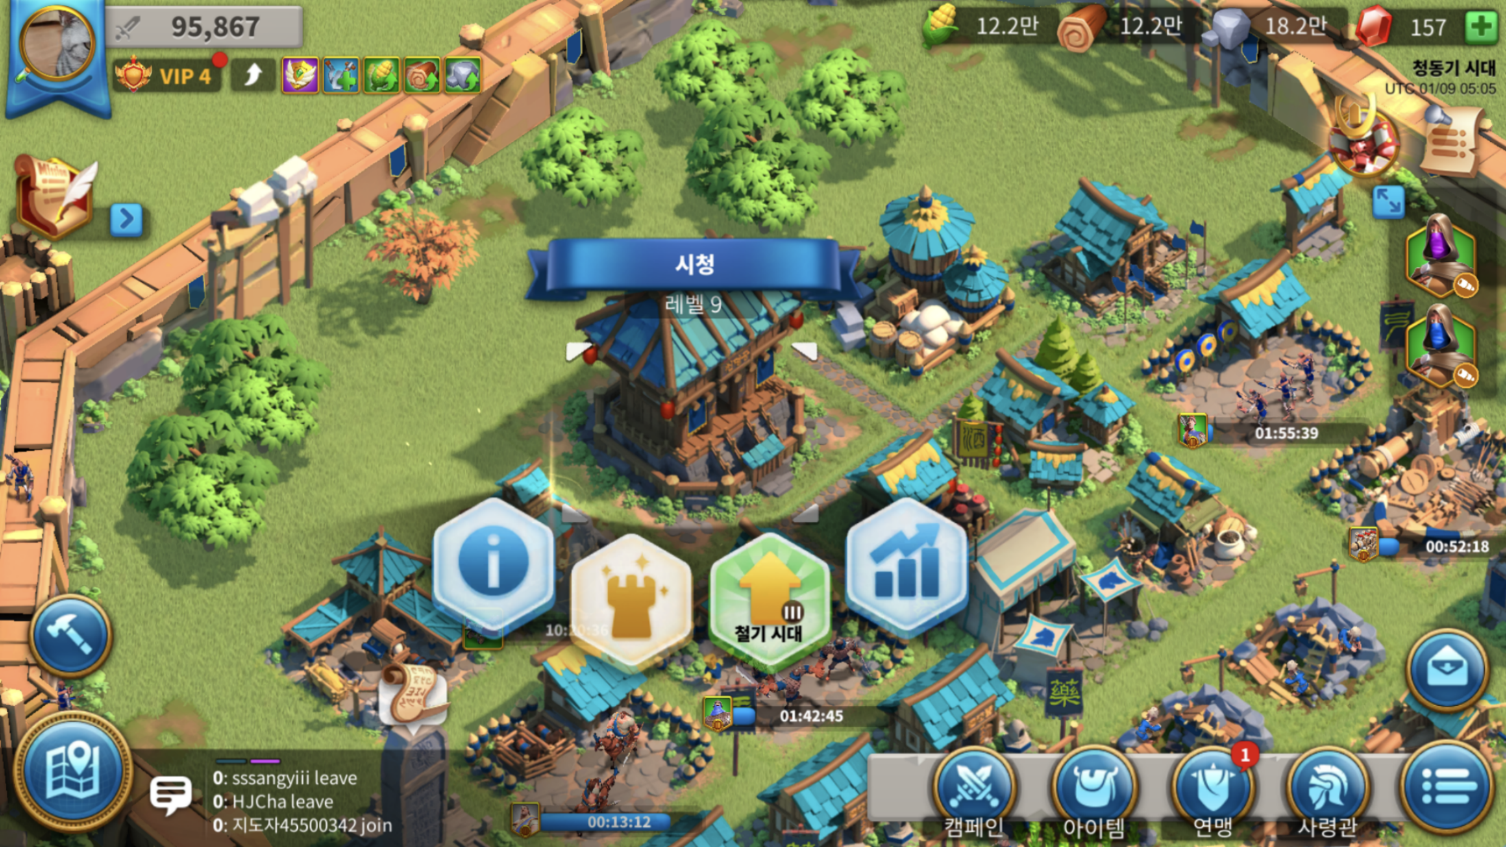 95,867
12.2만
12.2만
18.2만
157
VIP 4
청동기 시대
UTC 01/09 05:05
시청
레벨 9
01:55:39
00:52:18
철기 시대
01:42:45
00:13:12
0: sssangyiii leave
0: HJCha leave
0: 지도자45500342 join
1
캠페인
아이템
연맹
사령관
酒
藥